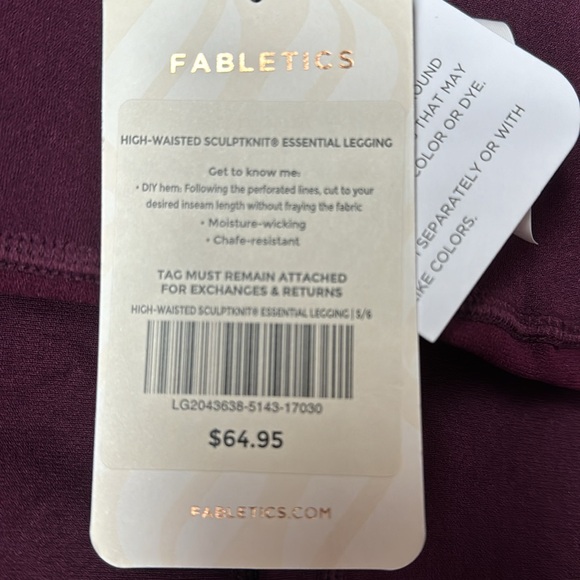 FABLETICS
HIGH-WAISTED SCULPTKNIT® ESSENTIAL LEGGING
Get to know me:
• DIY hem: Following the perforated lines, cut to your
desired inseam length without fraying the fabric
• Moisture-wicking
• Chafe-resistant
TAG MUST REMAIN ATTACHED
FOR EXCHANGES & RETURNS
HIGH-WAISTED SCULPTKNIT® ESSENTIAL LEGGING | S/6
LG2043638-5143-17030
$64.95
FABLETICS.COM
THAT MAY
COLOR OR DYE.
SEPARATELY OR WITH
COLORS.